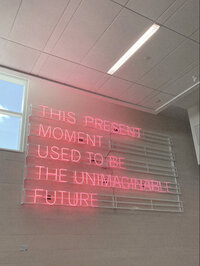 THIS PRESENT
MOMENT
USED TO BE
THE UNIMAGINABLE
FUTURE